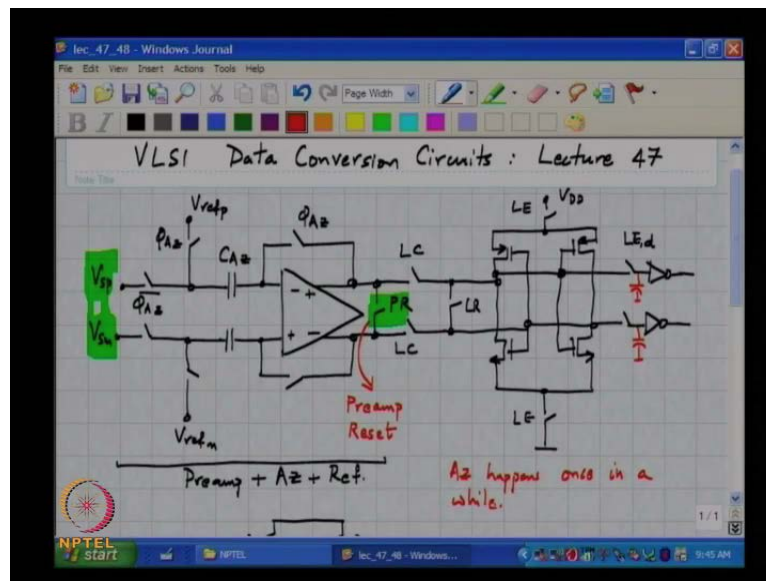 lec_47_48 - Windows Journal
File Edit View Insert Actions Tools Help
Page Width
B I
VLSI Data Conversion Circuits : Lecture 47
Note Title
Vrefp
φAZ
CAZ
φAZ
LE
VDD
LE,d
LC
Vsp
φAZ
PR
LR
Vsm
LC
Preamp
Reset
LE
Vrefm
Preamp + AZ + Ref.
AZ happens once in a
while.
1/1
NPTEL
start
NPTEL
lec_47_48 - Windows...
9:45 AM